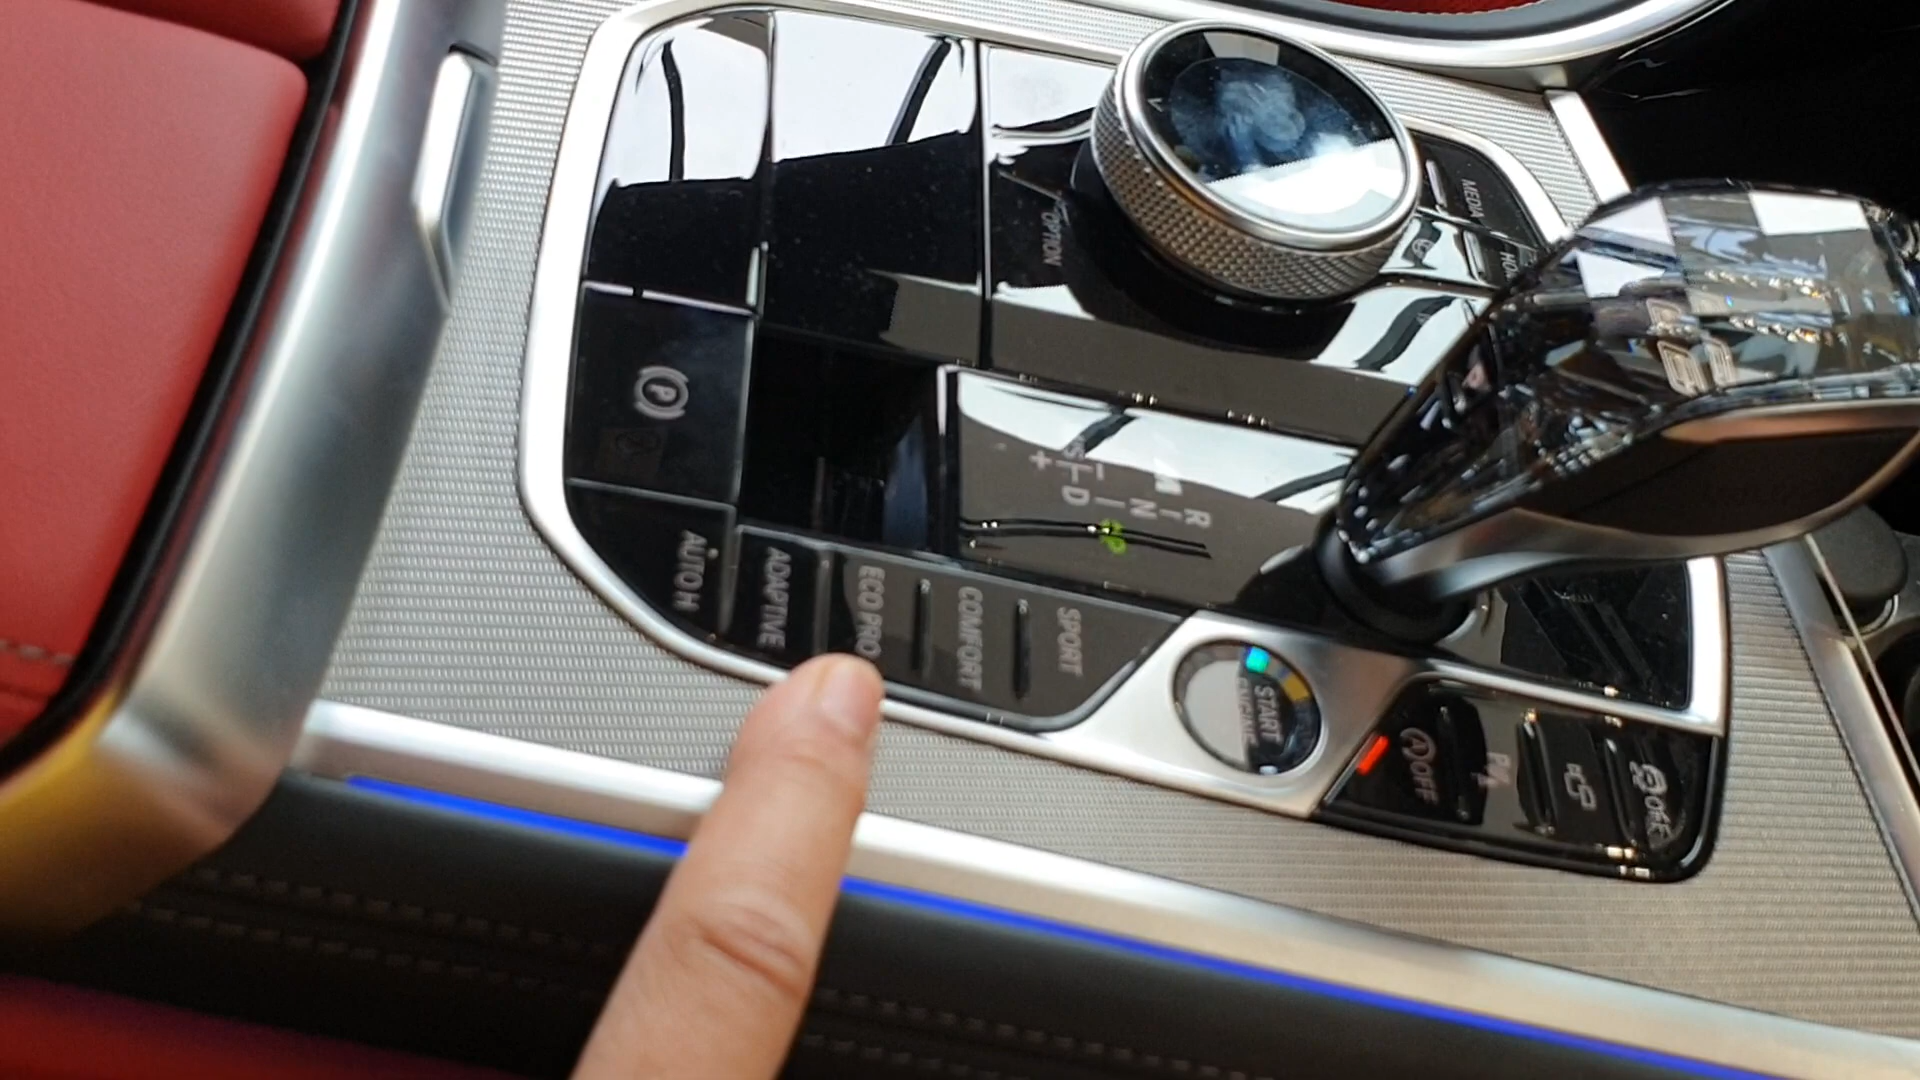 MEDIA
OPTION
P
R
N
D
S
+
P
AUTO H
ADAPTIVE
ECO PRO
COMFORT
SPORT
START
ENGINE
OFF
OFF